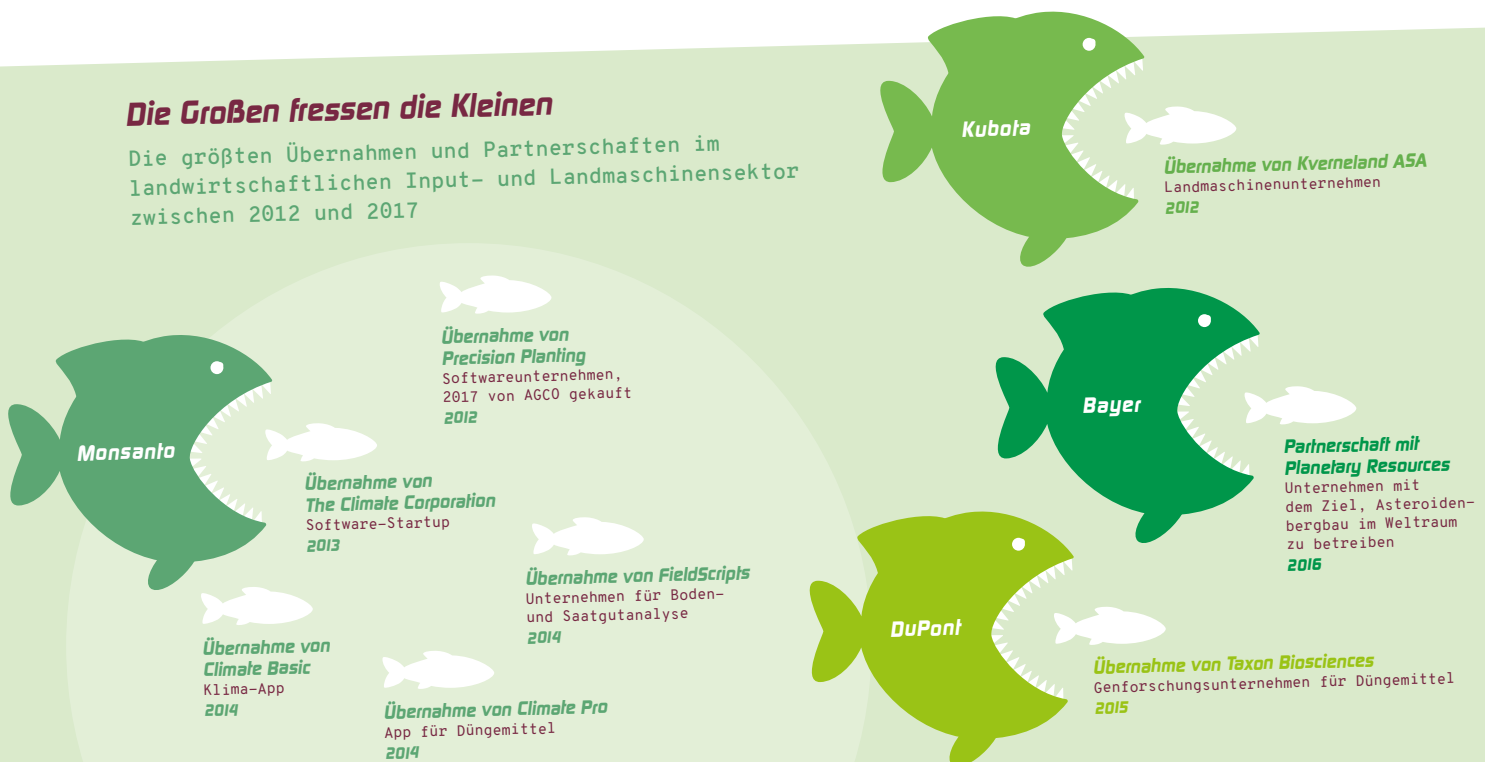 Die Großen fressen die Kleinen
Die größten Übernahmen und Partnerschaften im
landwirtschaftlichen Input- und Landmaschinensektor
zwischen 2012 und 2017
Kubota
Übernahme von Kverneland ASA
Landmaschinenunternehmen
2012
Monsanto
Übernahme von
Precision Planting
Softwareunternehmen,
2017 von AGCO gekauft
2012
Übernahme von
The Climate Corporation
Software-Startup
2013
Übernahme von FieldScripts
Unternehmen für Boden-
und Saatgutanalyse
2014
Übernahme von
Climate Basic
Klima-App
2014
Übernahme von Climate Pro
App für Düngemittel
2014
Bayer
Partnerschaft mit
Planetary Resources
Unternehmen mit
dem Ziel, Asteroiden-
bergbau im Weltraum
zu betreiben
2016
DuPont
Übernahme von Taxon Biosciences
Genforschungsunternehmen für Düngemittel
2015